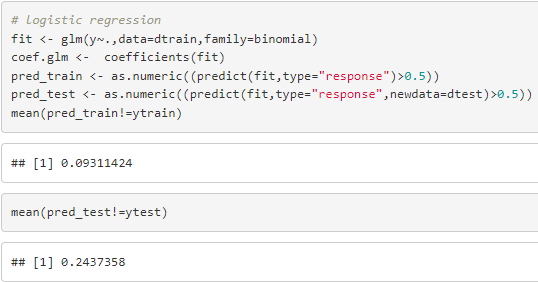 # logistic regression
fit <- glm(y~.,data=dtrain,family=binomial)
coef.glm <-  coefficients(fit)
pred_train <- as.numeric((predict(fit,type="response")>0.5))
pred_test <- as.numeric((predict(fit,type="response",newdata=dtest)>0.5))
mean(pred_train!=ytrain)
## [1] 0.09311424
mean(pred_test!=ytest)
## [1] 0.2437358